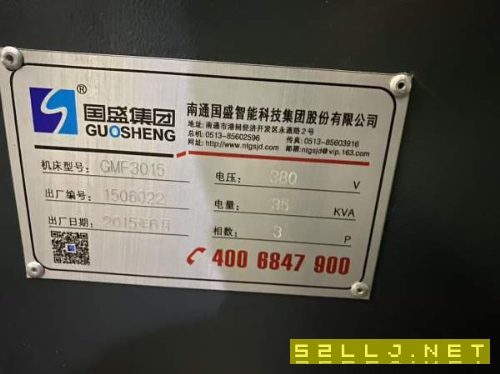 国盛集团
GUOSHENG
®
南通国盛智能科技集团股份有限公司
地址:南通市港闸经济开发区永通路2号
总机:0513-85602596 传真:0513-85603916
网址:http://www.ntgsjd@vip.163.com
机床型号: GMF3015
出厂编号: 1506022
出厂日期: 2015年6月
电压: 380 V
电量: 35 KVA
相数: 3 P
400 6847 900
52LLJ.NET